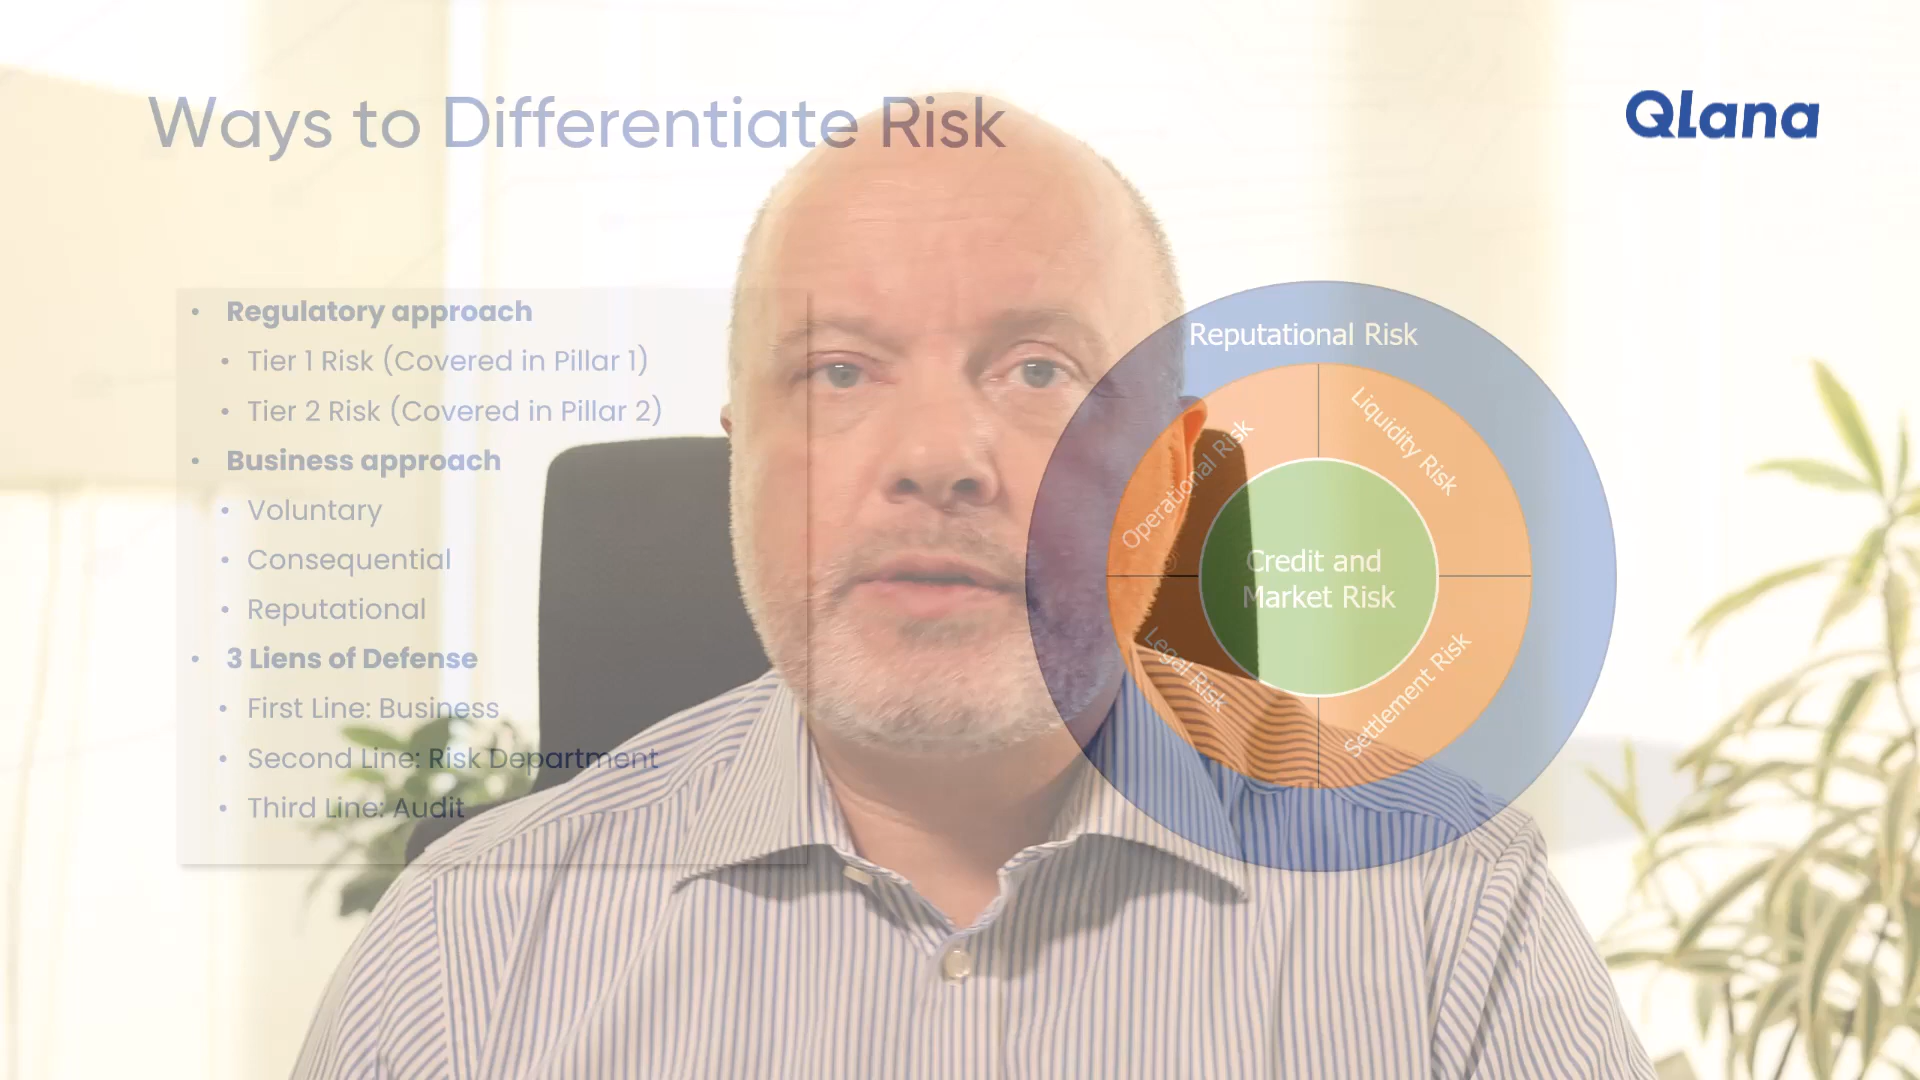 Ways to Differentiate Risk
Qlana
• Regulatory approach
• Tier 1 Risk (Covered in Pillar 1)
• Tier 2 Risk (Covered in Pillar 2)
• Business approach
• Voluntary
• Consequential
• Reputational
• 3 Liens of Defense
• First Line: Business
• Second Line: Risk Department
• Third Line: Audit
Reputational Risk
Operational Risk
Liquidity Risk
Credit and
Market Risk
Legal Risk
Settlement Risk